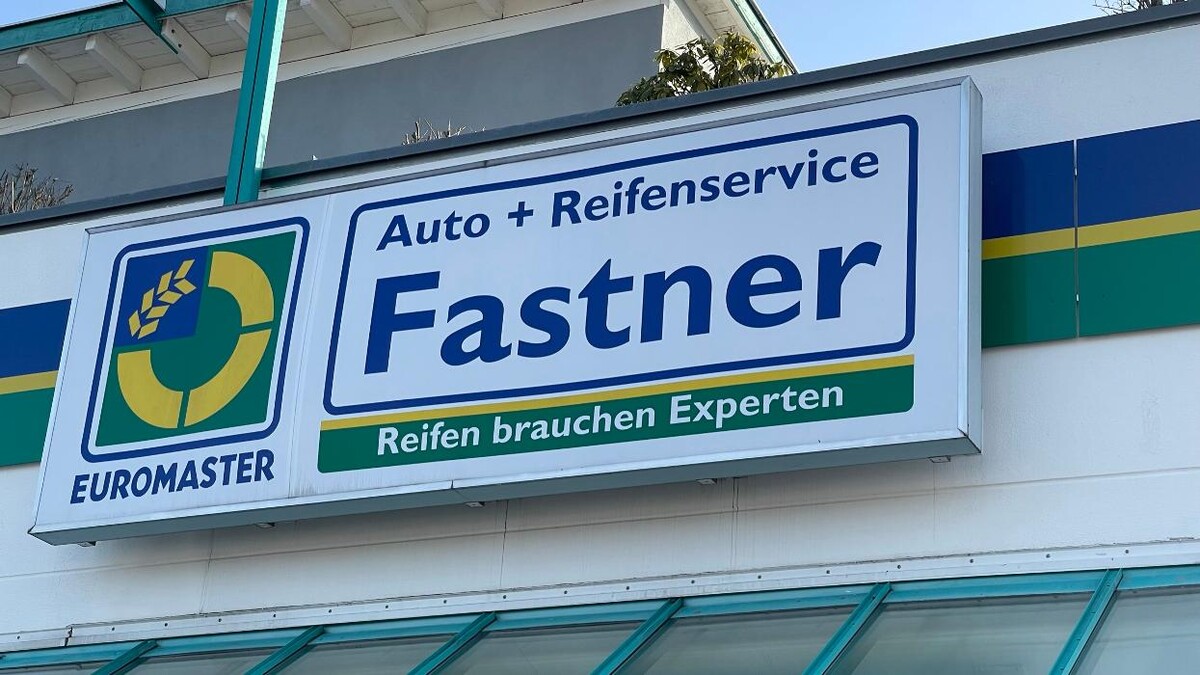 EUROMASTER
Auto + Reifenservice
Fastner
Reifen brauchen Experten